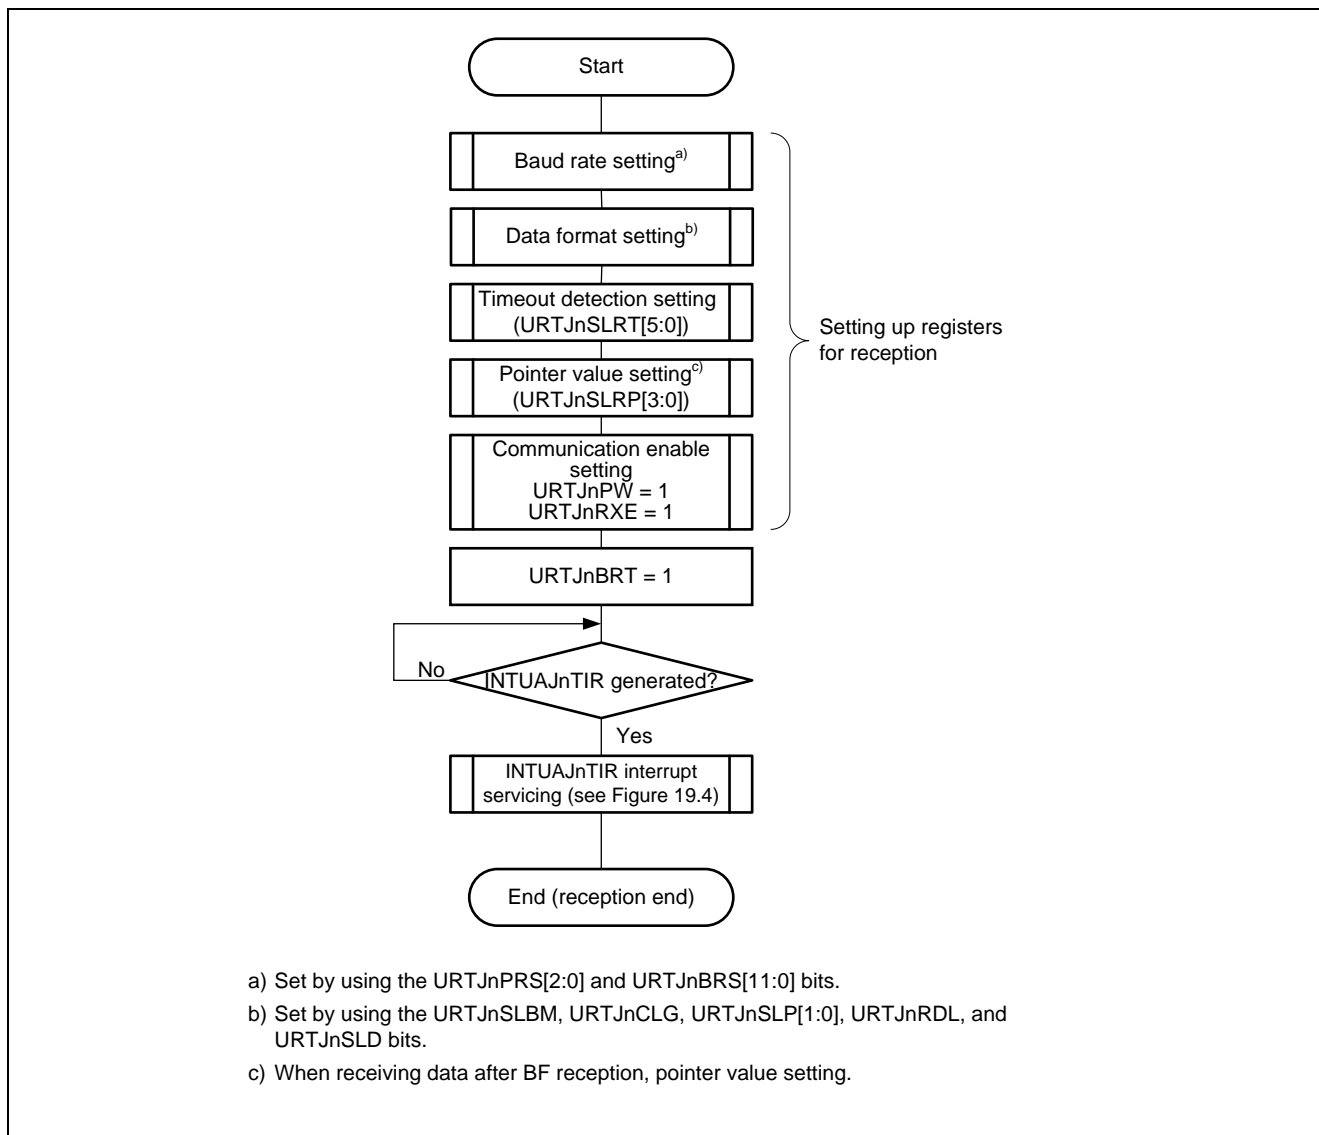 Start
Baud rate settingᵃ⁾
Data format settingᵇ⁾
Timeout detection setting
(URTJnSLRT[5:0])
Setting up registers
for reception
Pointer value settingᶜ⁾
(URTJnSLRP[3:0])
Communication enable
setting
URTJnPW = 1
URTJnRXE = 1
URTJnBRT = 1
No
INTUAJnTIR generated?
Yes
INTUAJnTIR interrupt
servicing (see Figure 19.4)
End (reception end)
a) Set by using the URTJnPRS[2:0] and URTJnBRS[11:0] bits.
b) Set by using the URTJnSLBM, URTJnCLG, URTJnSLP[1:0], URTJnRDL, and
URTJnSLD bits.
c) When receiving data after BF reception, pointer value setting.